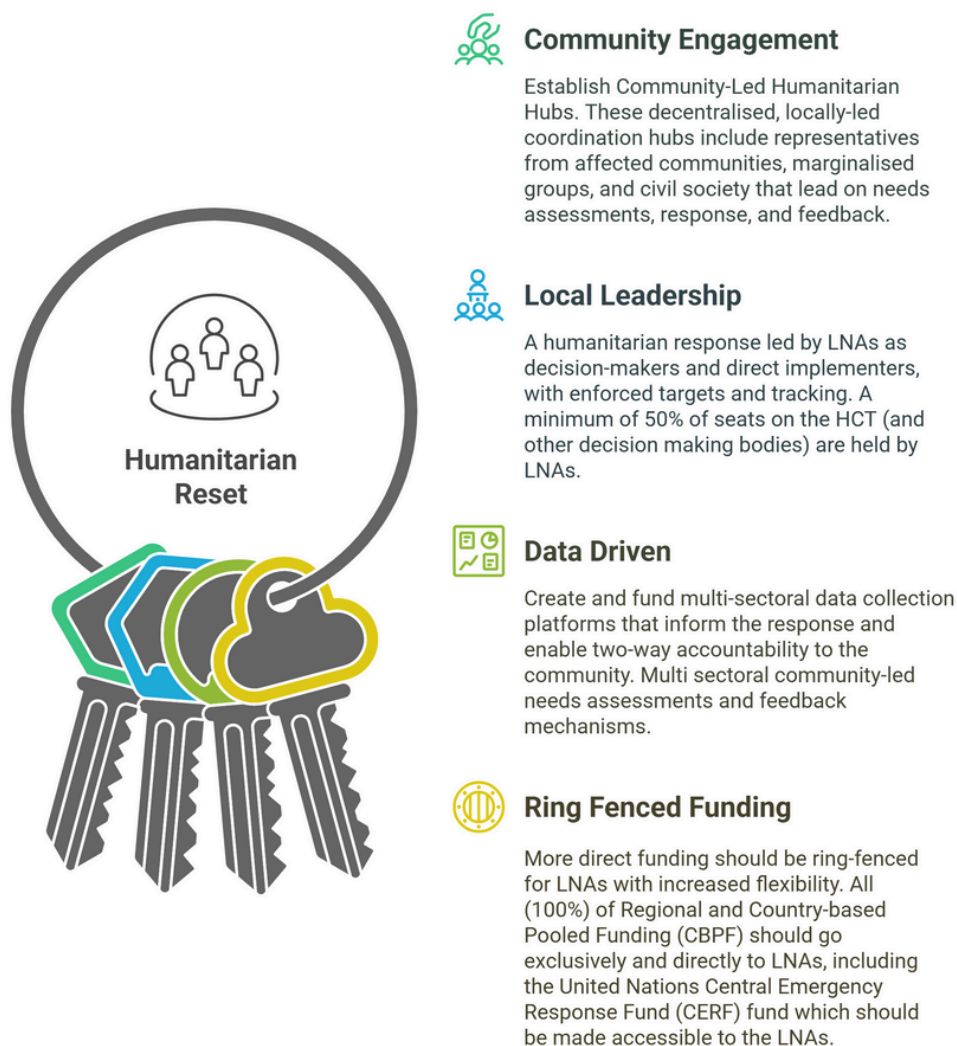 Humanitarian
Reset
Community Engagement
Establish Community-Led Humanitarian
Hubs. These decentralised, locally-led
coordination hubs include representatives
from affected communities, marginalised
groups, and civil society that lead on needs
assessments, response, and feedback.
Local Leadership
A humanitarian response led by LNAs as
decision-makers and direct implementers,
with enforced targets and tracking. A
minimum of 50% of seats on the HCT (and
other decision making bodies) are held by
LNAs.
Data Driven
Create and fund multi-sectoral data collection
platforms that inform the response and
enable two-way accountability to the
community. Multi sectoral community-led
needs assessments and feedback
mechanisms.
Ring Fenced Funding
More direct funding should be ring-fenced
for LNAs with increased flexibility. All
(100%) of Regional and Country-based
Pooled Funding (CBPF) should go
exclusively and directly to LNAs, including
the United Nations Central Emergency
Response Fund (CERF) fund which should
be made accessible to the LNAs.